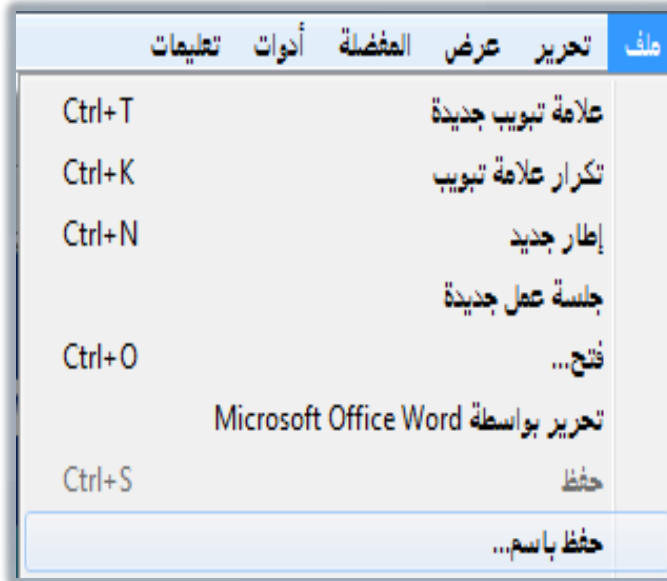 ملف تحرير عرض المفضلة أدوات تعليمات
علامة تبويب جديدة Ctrl+T
تكرار علامة تبويب Ctrl+K
إطار جديد Ctrl+N
جلسة عمل جديدة
فتح... Ctrl+O
تحرير بواسطة Microsoft Office Word
حفظ Ctrl+S
حفظ باسم...